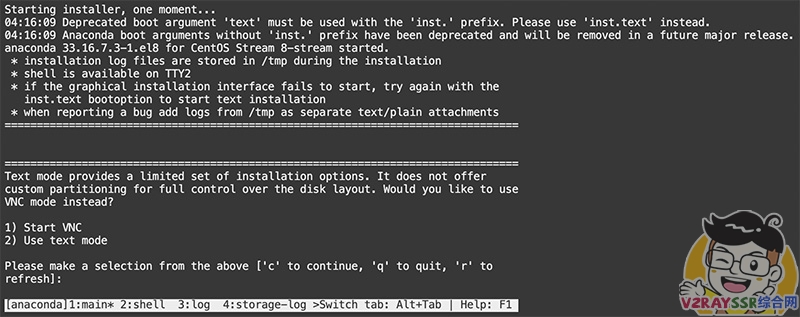 Starting installer, one moment...
04:16:09 Deprecated boot argument 'text' must be used with the 'inst.' prefix. Please use 'inst.text' instead.
04:16:09 Anaconda boot arguments without 'inst.' prefix have been deprecated and will be removed in a future major release.
anaconda 33.16.7.3-1.el8 for CentOS Stream 8-stream started.
* installation log files are stored in /tmp during the installation
* shell is available on TTY2
* if the graphical installation interface fails to start, try again with the
inst.text bootoption to start text installation
* when reporting a bug add logs from /tmp as separate text/plain attachments
================================================================================
================================================================================
Text mode provides a limited set of installation options. It does not offer
custom partitioning for full control over the disk layout. Would you like to use
VNC mode instead?
1) Start VNC
2) Use text mode
Please make a selection from the above ['c' to continue, 'q' to quit, 'r' to
refresh]:
[anaconda]1:main* 2:shell  3:log  4:storage-log >Switch tab: Alt+Tab | Help: F1
V2RAYSSR综合网